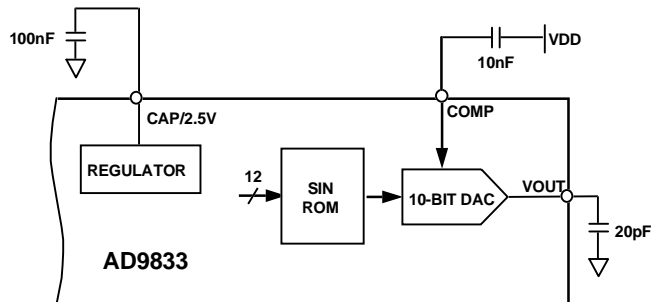 100nF
VDD
10nF
CAP/2.5V
COMP
REGULATOR
12
SIN
ROM
10-BIT DAC
VOUT
20pF
AD9833